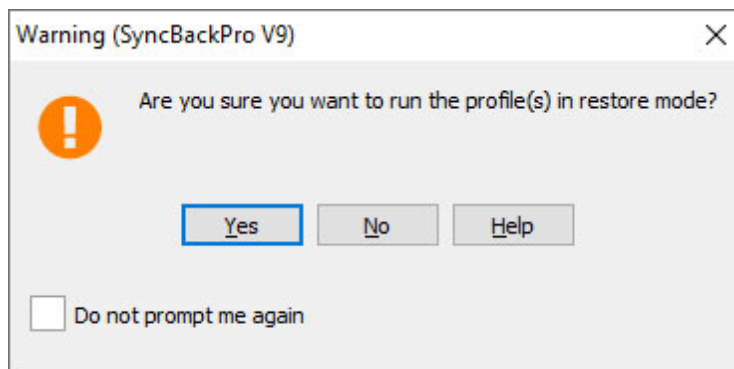 Warning (SyncBackPro V9)
Are you sure you want to run the profile(s) in restore mode?
Yes No Help
Do not prompt me again